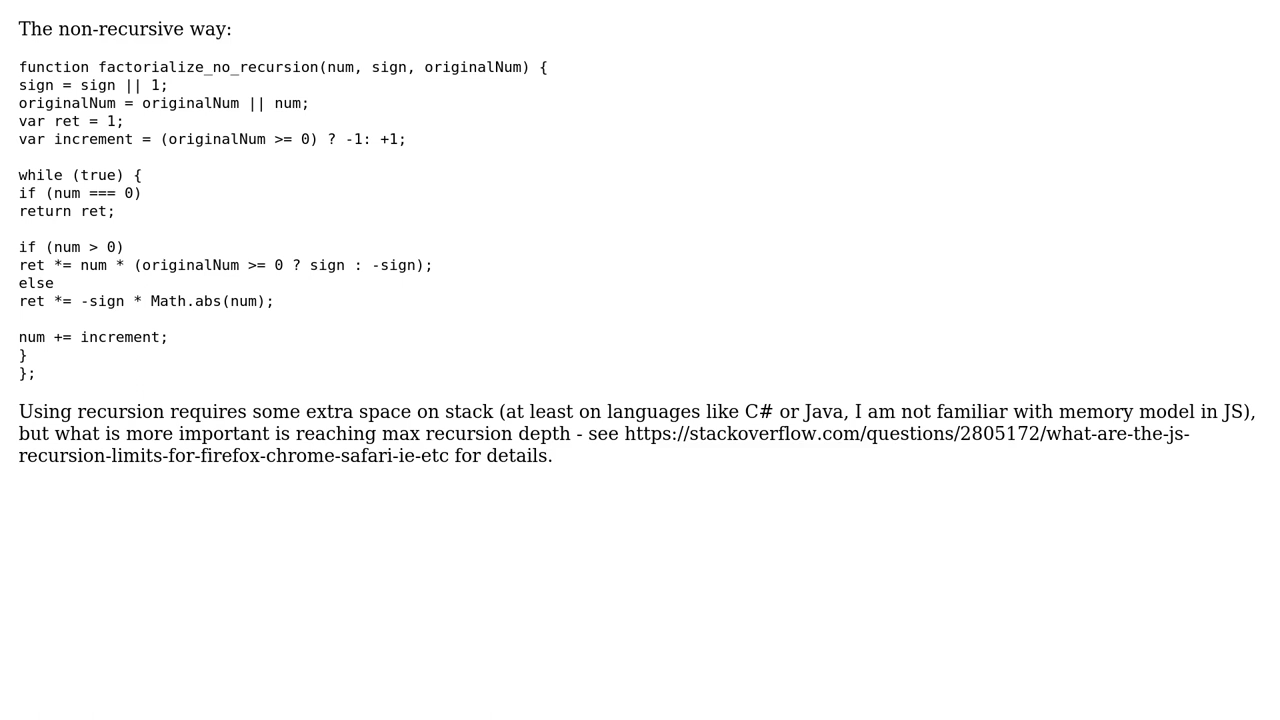 The non-recursive way:
function factorialize_no_recursion(num, sign, originalNum) {
sign = sign || 1;
originalNum = originalNum || num;
var ret = 1;
var increment = (originalNum >= 0) ? -1: +1;
while (true) {
if (num === 0)
return ret;
if (num > 0)
ret *= num * (originalNum >= 0 ? sign : -sign);
else
ret *= -sign * Math.abs(num);
num += increment;
}
};
Using recursion requires some extra space on stack (at least on languages like C# or Java, I am not familiar with memory model in JS),
but what is more important is reaching max recursion depth - see https://stackoverflow.com/questions/2805172/what-are-the-js-
recursion-limits-for-firefox-chrome-safari-ie-etc for details.